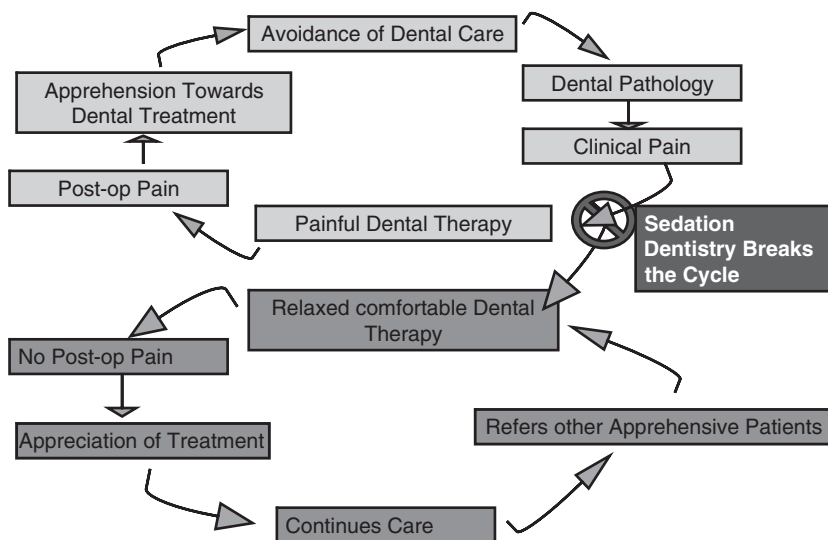 Avoidance of Dental Care
Apprehension Towards
Dental Treatment
Dental Pathology
Clinical Pain
Post-op Pain
Painful Dental Therapy
Sedation
Dentistry Breaks
the Cycle
Relaxed comfortable Dental
Therapy
No Post-op Pain
Appreciation of Treatment
Refers other Apprehensive Patients
Continues Care